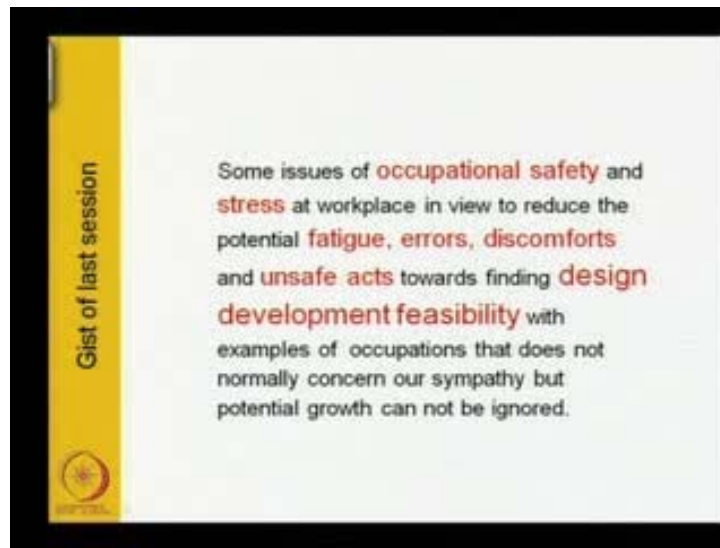 Gist of last session
Some issues of occupational safety and
stress at workplace in view to reduce the
potential fatigue, errors, discomforts
and unsafe acts towards finding design
development feasibility with
examples of occupations that does not
normally concern our sympathy but
potential growth can not be ignored.
NPTEL